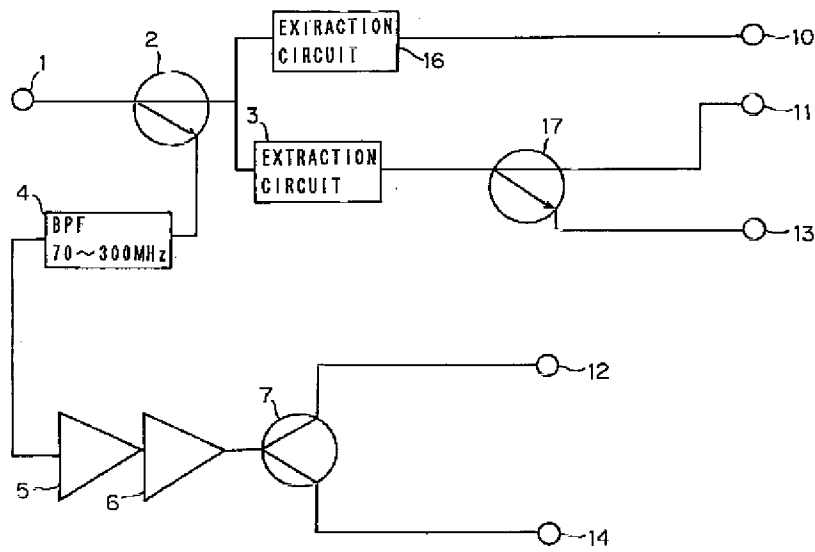 EXTRACTION
CIRCUIT
16
10
2
1
3
EXTRACTION
CIRCUIT
17
11
4
BPF
70～300MHz
13
12
7
5
6
14